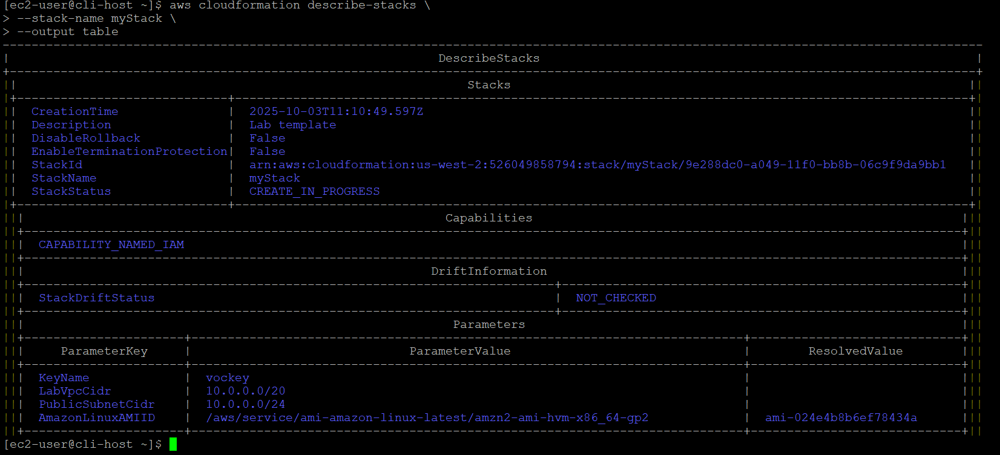 [ec2-user@cli-host ~]$ aws cloudformation describe-stacks \
> --stack-name myStack \
> --output table
---------------------------------------------------------------------------------------------------------------------------------------
|                                                           DescribeStacks                                                            |
+-------------------------------------------------------------------------------------------------------------------------------------+
||                                                              Stacks                                                               ||
|+-----------------------------+-----------------------------------------------------------------------------------------------------+|
||  CreationTime               |  2025-10-03T11:10:49.597Z                                                                           ||
||  Description                |  Lab template                                                                                       ||
||  DisableRollback            |  False                                                                                              ||
||  EnableTerminationProtection|  False                                                                                              ||
||  StackId                    |  arn:aws:cloudformation:us-west-2:526049858794:stack/myStack/9e288dc0-a049-11f0-bb8b-06c9f9da9bb1   ||
||  StackName                  |  myStack                                                                                            ||
||  StackStatus                |  CREATE_IN_PROGRESS                                                                                 ||
|+-----------------------------+-----------------------------------------------------------------------------------------------------+|
|||                                                          Capabilities                                                           |||
||+---------------------------------------------------------------------------------------------------------------------------------+||
|||  CAPABILITY_NAMED_IAM                                                                                                           |||
||+---------------------------------------------------------------------------------------------------------------------------------+||
|||                                                        DriftInformation                                                         |||
||+-------------------------------------------------------------------------+-------------------------------------------------------+||
|||  StackDriftStatus                                                       |  NOT_CHECKED                                          |||
||+-------------------------------------------------------------------------+-------------------------------------------------------+||
|||                                                           Parameters                                                            |||
||+----------------------+----------------------------------------------------------------------------+-----------------------------+||
|||     ParameterKey     |                              ParameterValue                                |        ResolvedValue        |||
||+----------------------+----------------------------------------------------------------------------+-----------------------------+||
|||  KeyName             |  vockey                                                                    |                             |||
|||  LabVpcCidr          |  10.0.0.0/20                                                               |                             |||
|||  PublicSubnetCidr    |  10.0.0.0/24                                                               |                             |||
|||  AmazonLinuxAMIID    |  /aws/service/ami-amazon-linux-latest/amzn2-ami-hvm-x86_64-gp2             |  ami-024e4b8b6ef78434a      |||
||+----------------------+----------------------------------------------------------------------------+-----------------------------+||
[ec2-user@cli-host ~]$